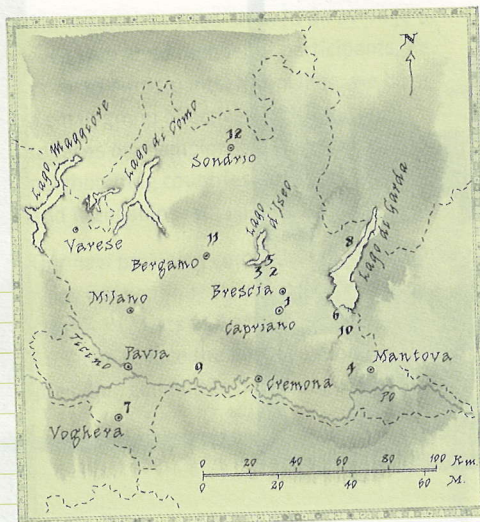 N
Lago Maggiore
Lago di Como
12
Sondrio
Lago d'Iseo
Lago di Garda
8
Varese
11
Bergamo
5
3 2
Brescia
1
Capriano
6
10
Milano
Ticino
Pavia
9
Cremona
4
Mantova
Po
7
Voghera
0 20 40 60 80 100 Km.
0 20 40 60 M.